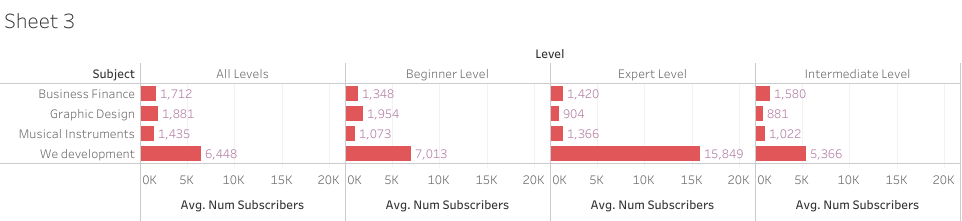 Sheet 3
Level
Subject All Levels Beginner Level Expert Level Intermediate Level
Business Finance 1,712 1,348 1,420 1,580
Graphic Design 1,881 1,954 904 881
Musical Instruments 1,435 1,073 1,366 1,022
We development 6,448 7,013 15,849 5,366
0K 5K 10K 15K 20K 0K 5K 10K 15K 20K 0K 5K 10K 15K 20K 0K 5K 10K 15K 20K
Avg. Num Subscribers Avg. Num Subscribers Avg. Num Subscribers Avg. Num Subscribers